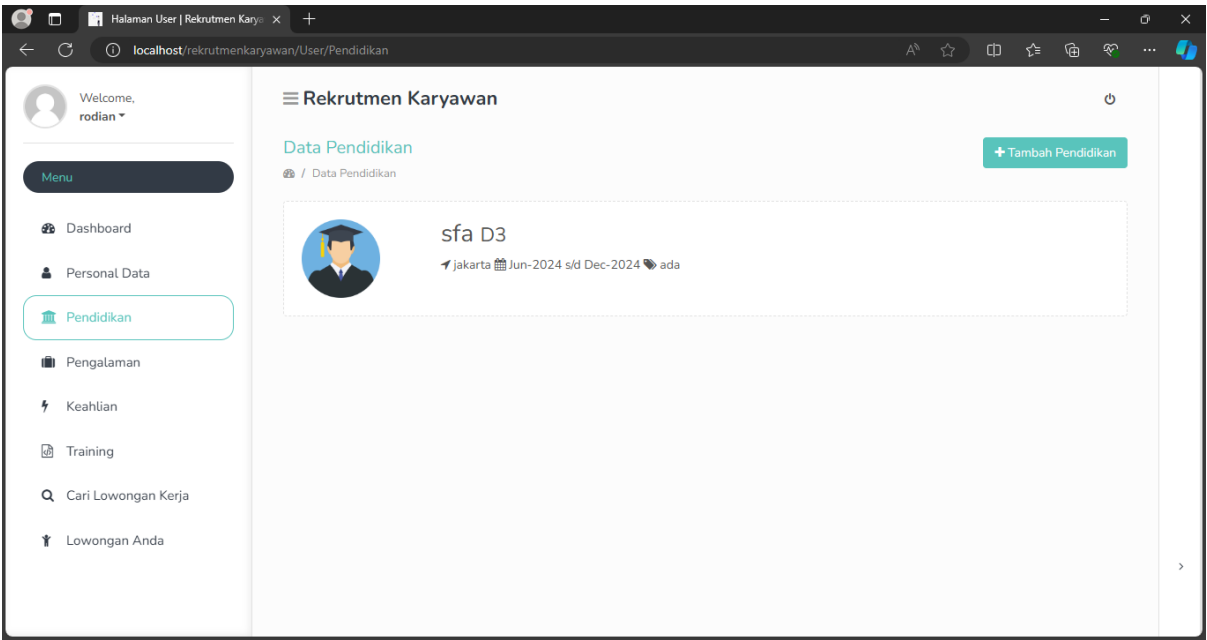 Halaman User | Rekrutmen Karya
localhost/rekrutmenkaryawan/User/Pendidikan
Welcome,
rodian
Menu
Dashboard
Personal Data
Pendidikan
Pengalaman
Keahlian
Training
Cari Lowongan Kerja
Lowongan Anda
Rekrutmen Karyawan
Data Pendidikan
/ Data Pendidikan
+ Tambah Pendidikan
sfa D3
jakarta Jun-2024 s/d Dec-2024 ada